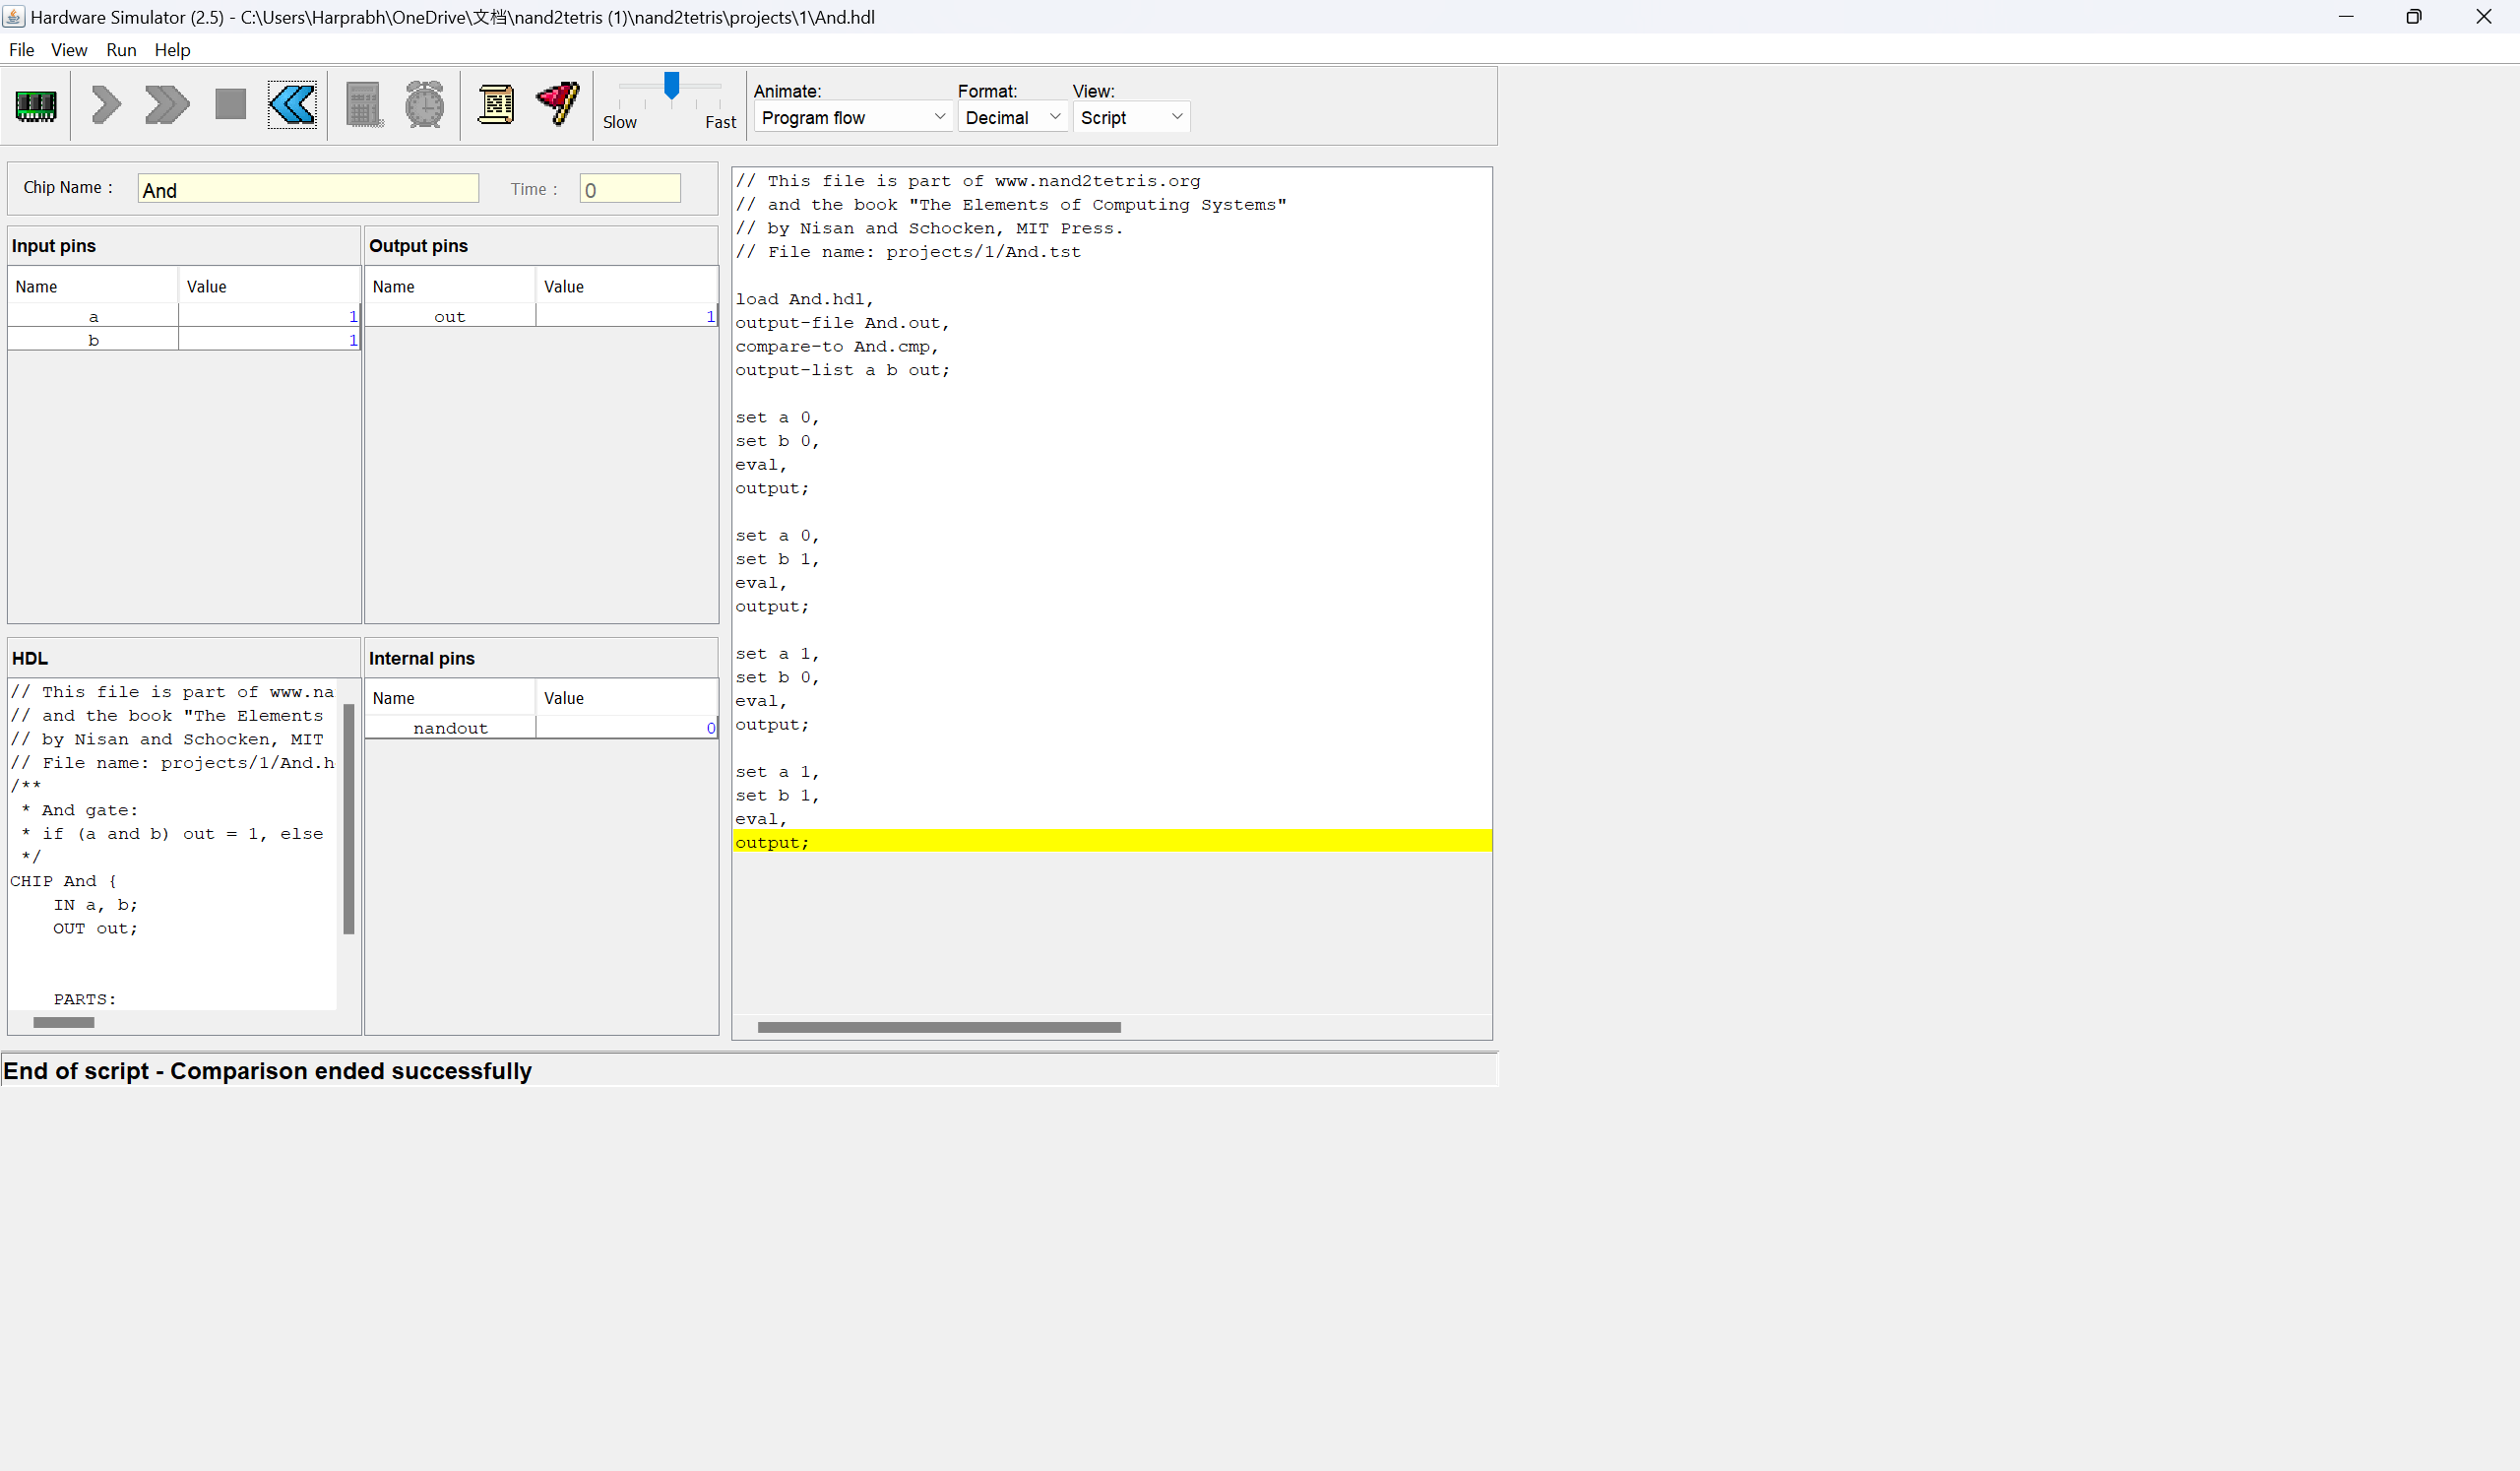 Hardware Simulator (2.5) - C:\Users\Harprabh\OneDrive\文档\nand2tetris (1)\nand2tetris\projects\1\And.hdl
File View Run Help
Slow Fast
Animate: Format: View:
Program flow Decimal Script
Chip Name : And Time : 0
Input pins
Name Value
a 1
b 1
Output pins
Name Value
out 1
HDL
// This file is part of www.na
// and the book "The Elements
// by Nisan and Schocken, MIT
// File name: projects/1/And.h
/**
* And gate:
* if (a and b) out = 1, else
*/
CHIP And {
IN a, b;
OUT out;
PARTS:
Internal pins
Name Value
nandout 0
// This file is part of www.nand2tetris.org
// and the book "The Elements of Computing Systems"
// by Nisan and Schocken, MIT Press.
// File name: projects/1/And.tst
load And.hdl,
output-file And.out,
compare-to And.cmp,
output-list a b out;
set a 0,
set b 0,
eval,
output;
set a 0,
set b 1,
eval,
output;
set a 1,
set b 0,
eval,
output;
set a 1,
set b 1,
eval,
output;
End of script - Comparison ended successfully